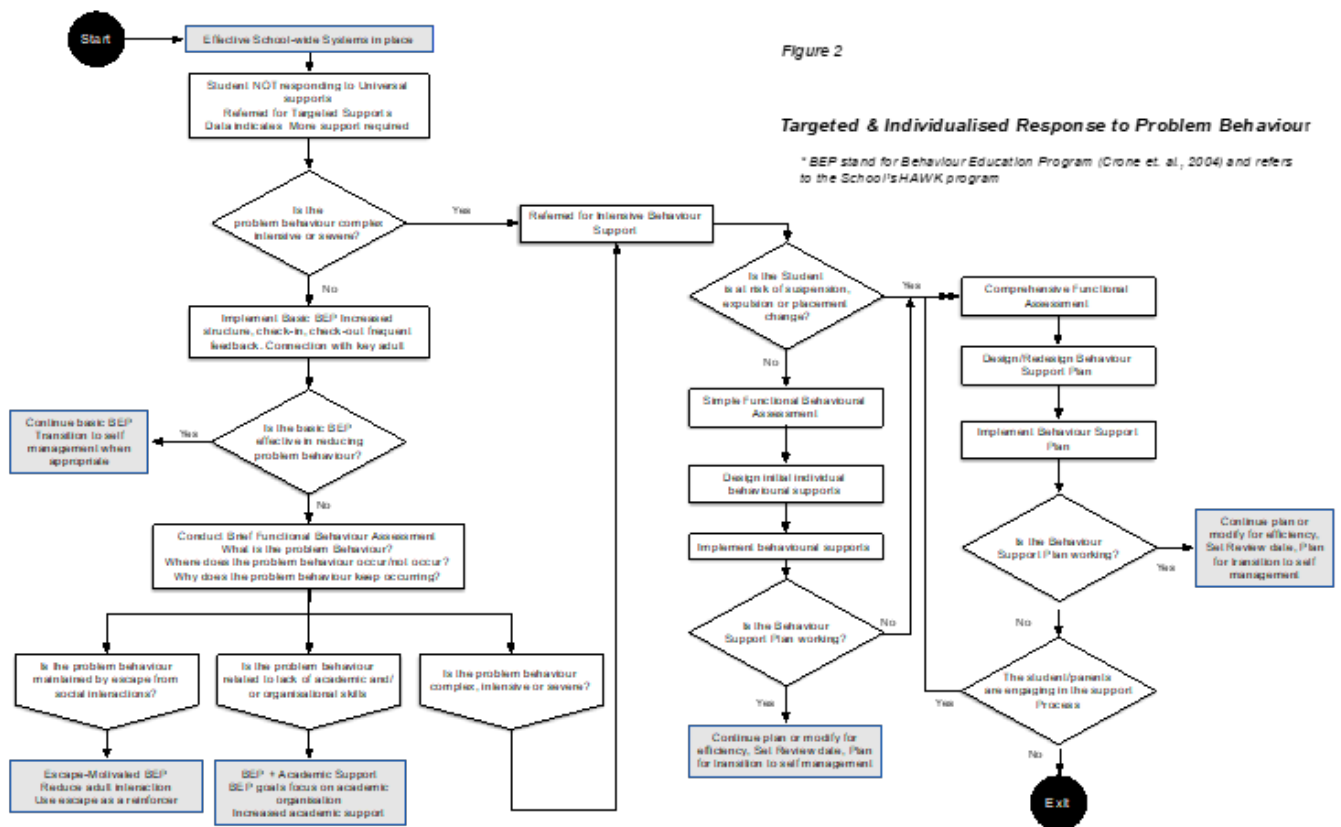 Start
Effective School-wide Systems in place
Figure 2
Student NOT responding to Universal
supports
Referred for Targeted Supports
Data indicates More support required
Targeted & Individualised Response to Problem Behaviour
* BEP stand for Behaviour Education Program (Crone et. al., 2004) and refers
to the School's HAWK program
Is the
problem behaviour complex
intensive or severe?
Yes
Referred for Intensive Behaviour
Support
No
Is the Student
is at risk of suspension,
expulsion or placement
change?
Yes
Comprehensive Functional
Assessment
Implement Basic BEP Increased
structure, check-in, check-out frequent
feedback. Connection with key adult
No
Design/Redesign Behaviour
Support Plan
Simple Functional Behavioural
Assessment
Continue basic BEP
Transition to self
management when
appropriate
Yes
Is the basic BEP
effective in reducing
problem behaviour?
Implement Behaviour Support
Plan
No
Design initial individual
behavioural supports
Conduct Brief Functional Behaviour Assessment
What is the problem Behaviour?
Where does the problem behaviour occur/not occur?
Why does the problem behaviour keep occurring?
Implement behavioural supports
Is the Behaviour
Support Plan working?
Yes
Continue plan or
modify for efficiency,
Set Review date, Plan
for transition to self
management
Is the Behaviour
Support Plan working?
No
No
Is the problem behaviour
maintained by escape from
social interactions?
Is the problem behaviour
related to lack of academic and/
or organisational skills
Is the problem behaviour
complex, intensive or severe?
The student/parents
are engaging in the support
Process
Yes
Yes
Continue plan or modify for
efficiency, Set Review date, Plan
for transition to self management
No
Escape-Motivated BEP
Reduce adult interaction
Use escape as a reinforcer
BEP + Academic Support
BEP goals focus on academic
organisation
Increased academic support
Exit